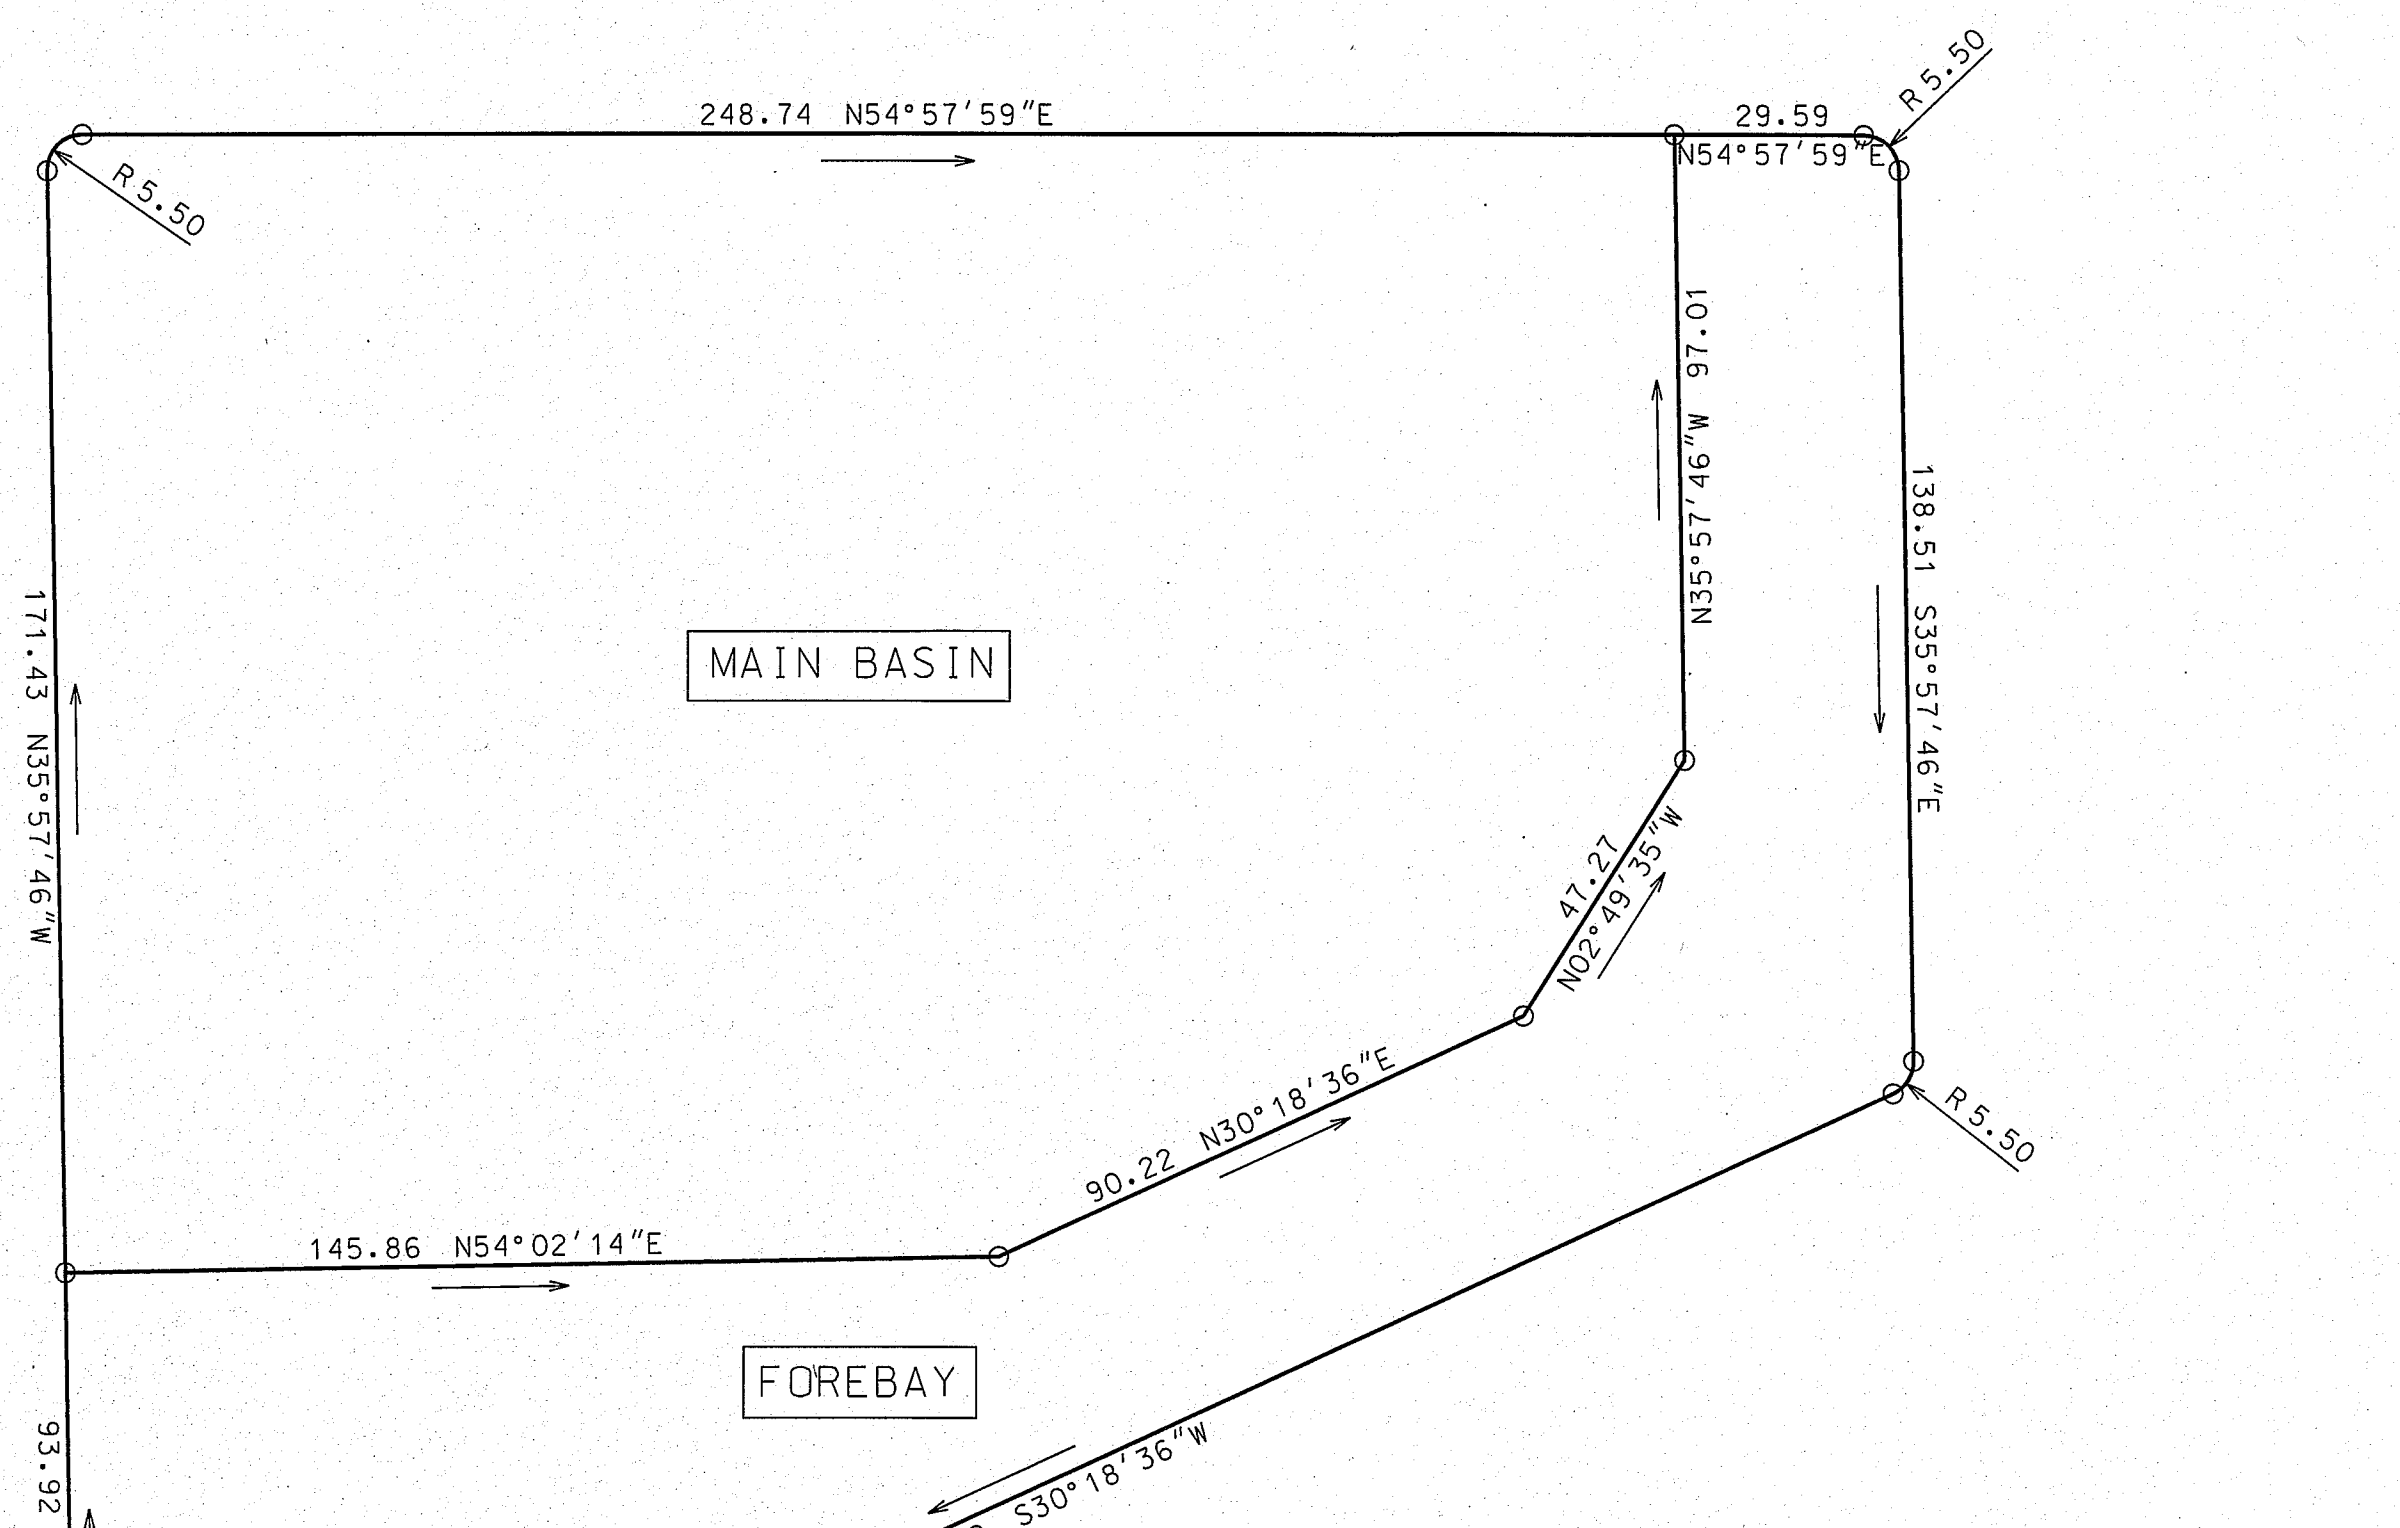 248.74 N54°57'59"E
29.59
N54°57'59"E
R 5.50
R 5.50
97.01 N35°57'46"W
138.51 S35°57'46"E
171.43 N35°57'46"W
MAIN BASIN
47.27
N02°49'35"W
90.22 N30°18'36"E
R 5.50
145.86 N54°02'14"E
FOREBAY
S30°18'36"W
93.92